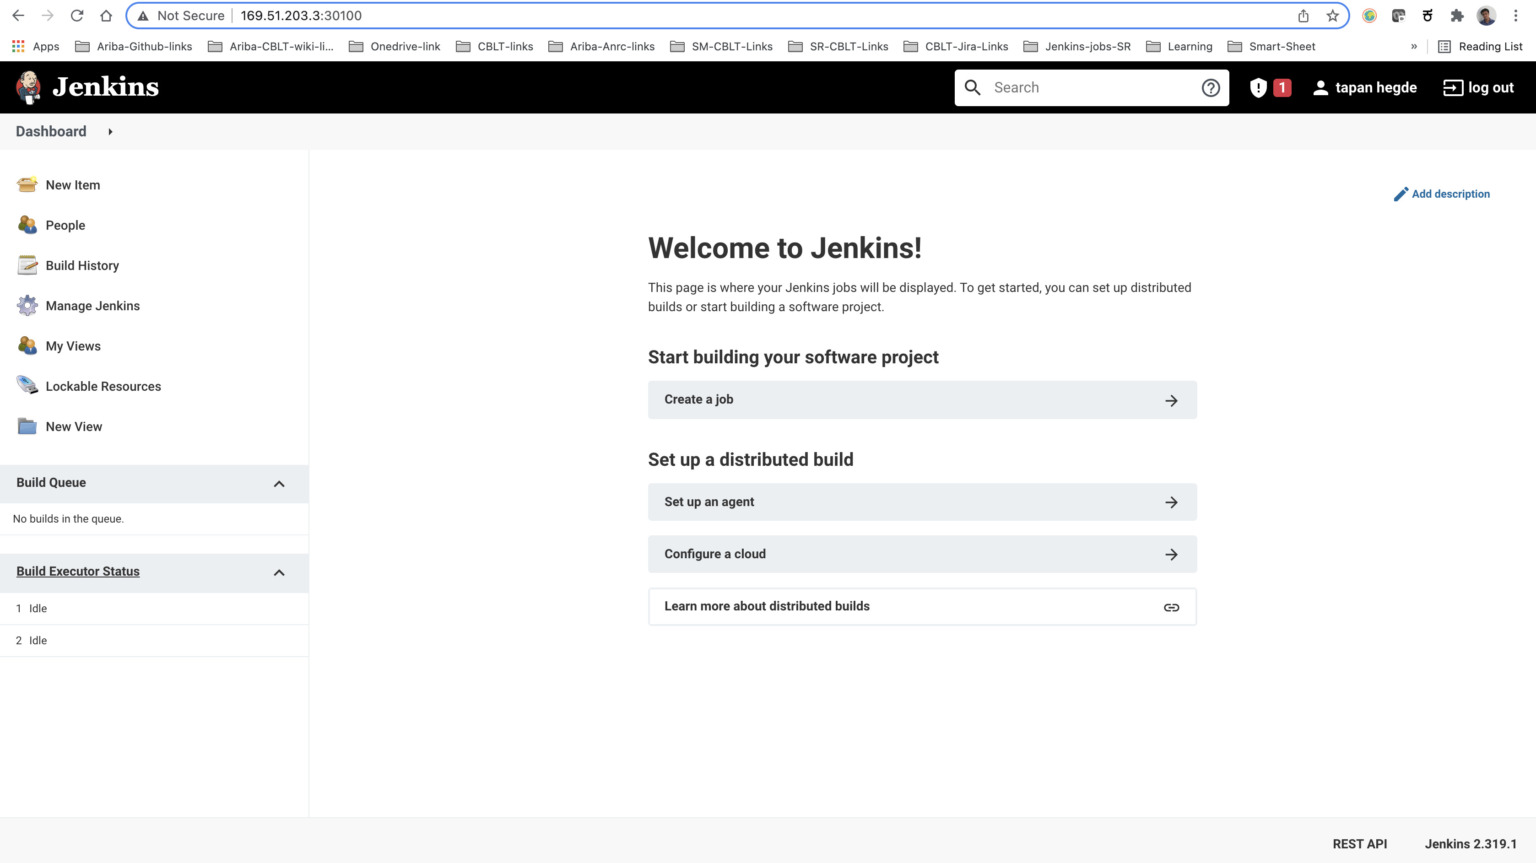 Not Secure 169.51.203.3:30100
Apps Ariba-Github-links Ariba-CBLT-wiki-li... Onedrive-link CBLT-links Ariba-Anrc-links SM-CBLT-Links SR-CBLT-Links CBLT-Jira-Links Jenkins-jobs-SR Learning Smart-Sheet » Reading List
Jenkins Search 1 tapan hegde log out
Dashboard
New Item
People
Build History
Manage Jenkins
My Views
Lockable Resources
New View
Build Queue
No builds in the queue.
Build Executor Status
1 Idle
2 Idle
Add description
Welcome to Jenkins!
This page is where your Jenkins jobs will be displayed. To get started, you can set up distributed
builds or start building a software project.
Start building your software project
Create a job
Set up a distributed build
Set up an agent
Configure a cloud
Learn more about distributed builds
REST API Jenkins 2.319.1